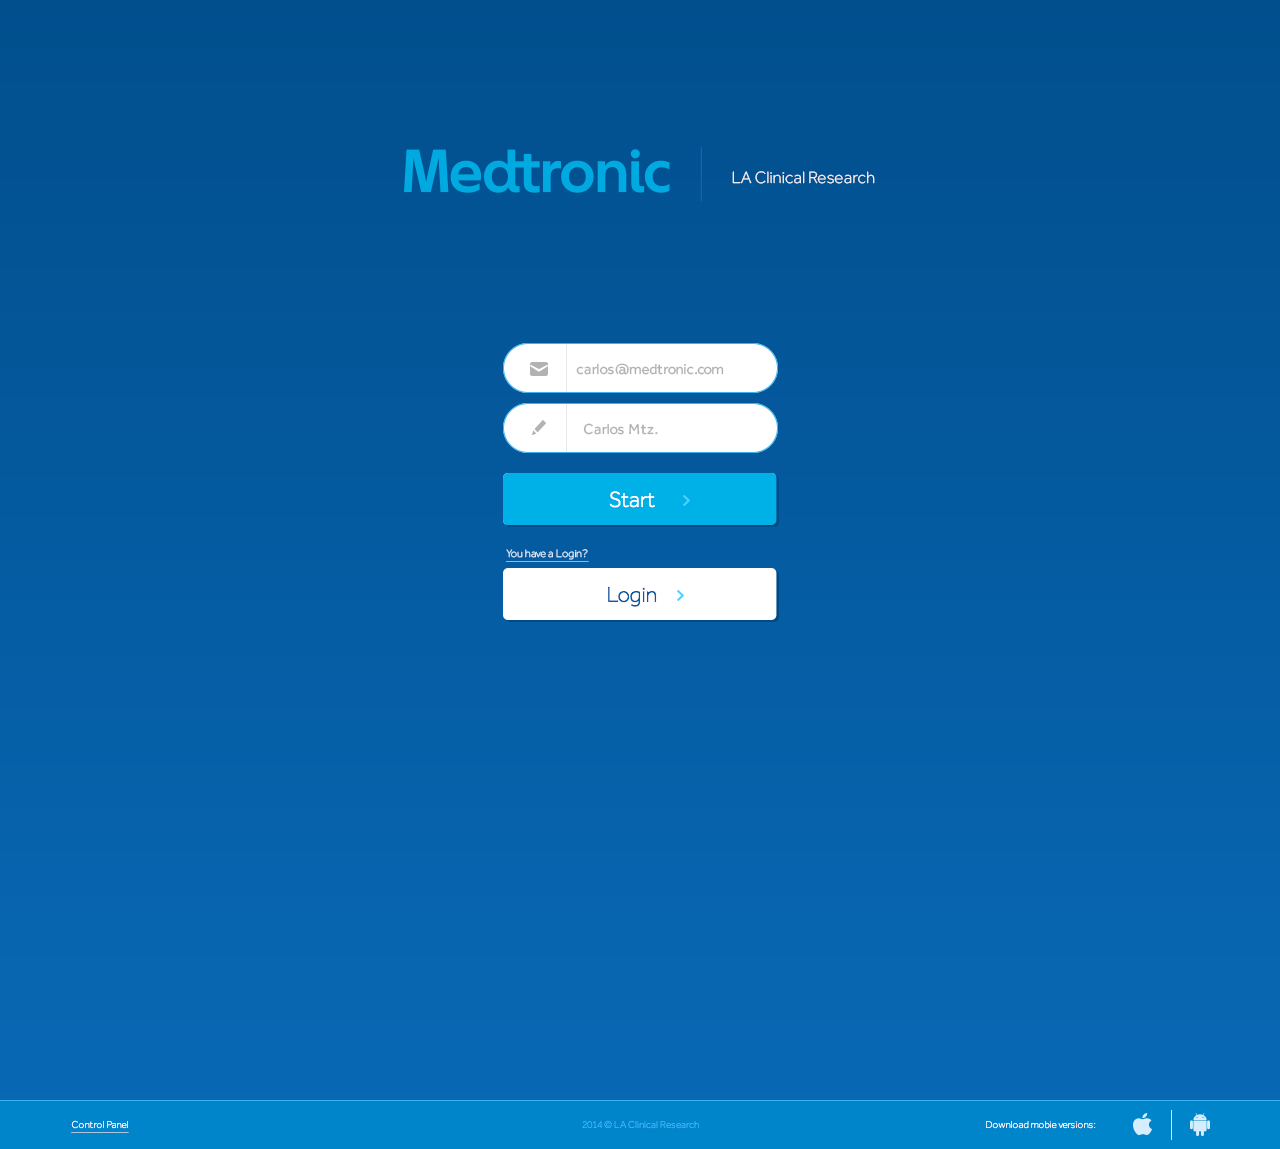 Medtronic
LA Clinical Research
carlos@medtronic.com
Carlos Mtz.
Start
You have a Login?
Login
Control Panel
2014 © LA Clinical Research
Download mobie versions: